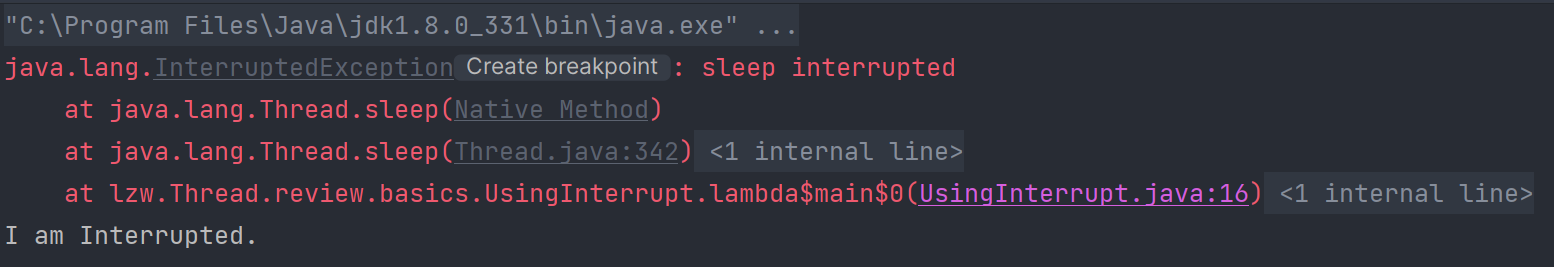 "C:\Program Files\Java\jdk1.8.0_331\bin\java.exe" ...
java.lang.InterruptedException Create breakpoint : sleep interrupted
    at java.lang.Thread.sleep(Native Method)
    at java.lang.Thread.sleep(Thread.java:342) <1 internal line>
    at lzw.Thread.review.basics.UsingInterrupt.lambda$main$0(UsingInterrupt.java:16) <1 internal line>
I am Interrupted.